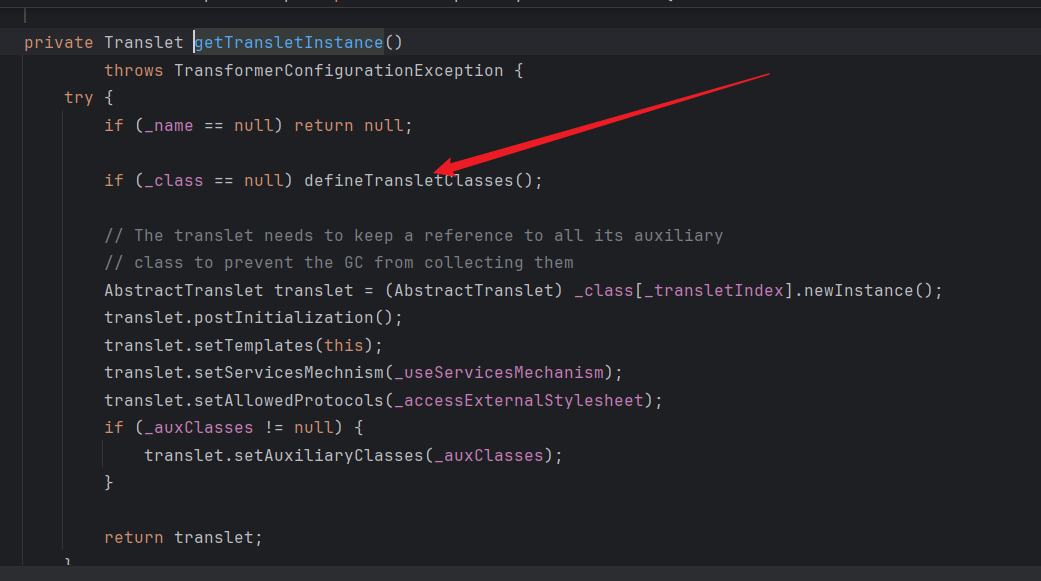 private Translet getTransletInstance()
throws TransformerConfigurationException {
try {
if (_name == null) return null;
if (_class == null) defineTransletClasses();
// The translet needs to keep a reference to all its auxiliary
// class to prevent the GC from collecting them
AbstractTranslet translet = (AbstractTranslet) _class[_transletIndex].newInstance();
translet.postInitialization();
translet.setTemplates(this);
translet.setServicesMechnism(_useServicesMechanism);
translet.setAllowedProtocols(_accessExternalStylesheet);
if (_auxClasses != null) {
translet.setAuxiliaryClasses(_auxClasses);
}
return translet;
}